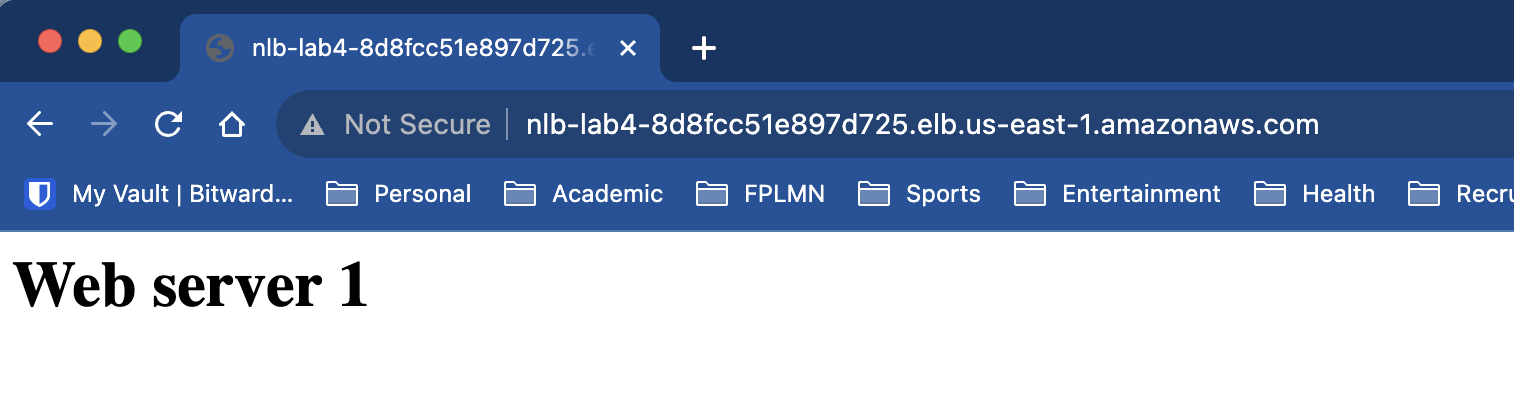 nlb-lab4-8d8fcc51e897d725.e
Not Secure nlb-lab4-8d8fcc51e897d725.elb.us-east-1.amazonaws.com
My Vault | Bitward... Personal Academic FPLMN Sports Entertainment Health Recru
Web server 1